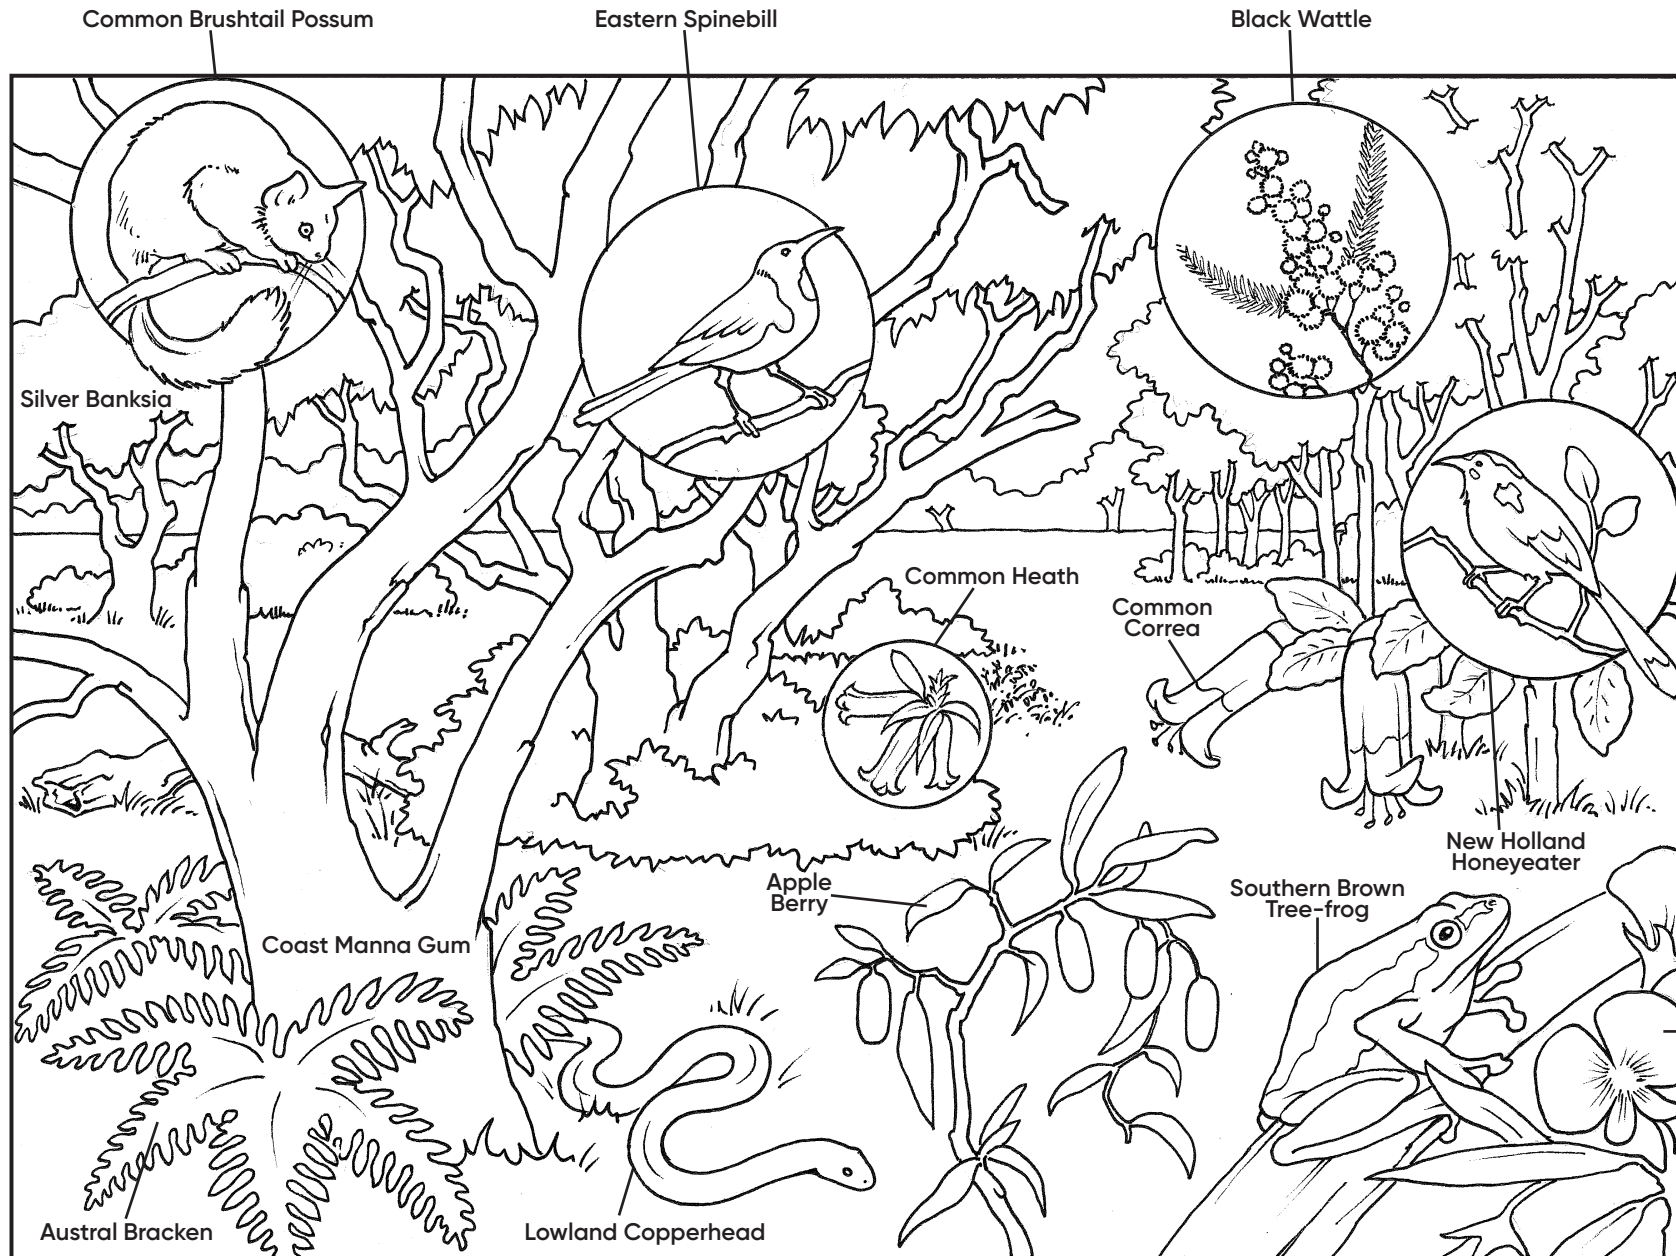 Common Brushtail Possum
Eastern Spinebill
Black Wattle
Silver Banksia
Common Heath
Common
Correa
New Holland
Honeyeater
Apple
Berry
Southern Brown
Tree-frog
Coast Manna Gum
Austral Bracken
Lowland Copperhead